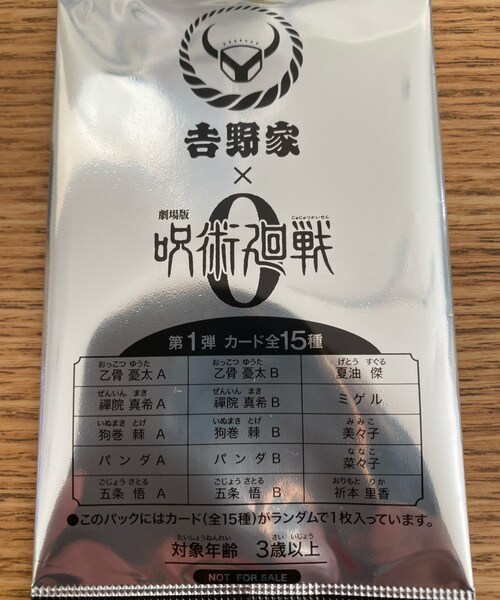 吉野家
×
劇場版
じゅじゅつかいせん
呪術廻戦
0
第1弾 カード全15種
おっこつ ゆうた おっこつ ゆうた げとう すぐる
乙骨 憂太 A 乙骨 憂太 B 夏油 傑
ぜんいん まき ぜんいん まき
禪院 真希 A 禪院 真希 B ミゲル
いぬまき とげ いぬまき とげ みみこ
狗巻 棘 A 狗巻 棘 B 美々子
ななこ
パンダ A パンダ B 菜々子
ごじょう さとる ごじょう さとる おりもと りか
五条 悟 A 五条 悟 B 祈本 里香
●このパックにはカード(全15種)がランダムで1枚入っています。
たいしょうねんれい さい いじょう
対象年齢 3歳以上
NOT FOR SALE